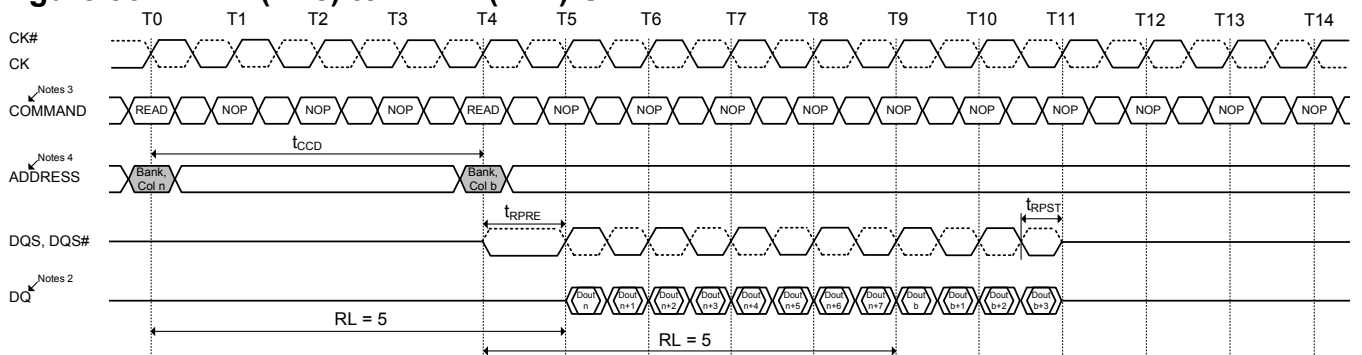 T0 T1 T2 T3 T4 T5 T6 T7 T8 T9 T10 T11 T12 T13 T14
CK#
CK
Notes 3
COMMAND READ NOP NOP NOP READ NOP NOP NOP NOP NOP NOP NOP NOP NOP NOP
tCCD
Notes 4
ADDRESS Bank, Col n Bank, Col b
tRPRE tRPST
DQS, DQS#
Notes 2
DQ Dout n Dout n+1 Dout n+2 Dout n+3 Dout n+4 Dout n+5 Dout n+6 Dout n+7 Dout b Dout b+1 Dout b+2 Dout b+3
RL = 5
RL = 5